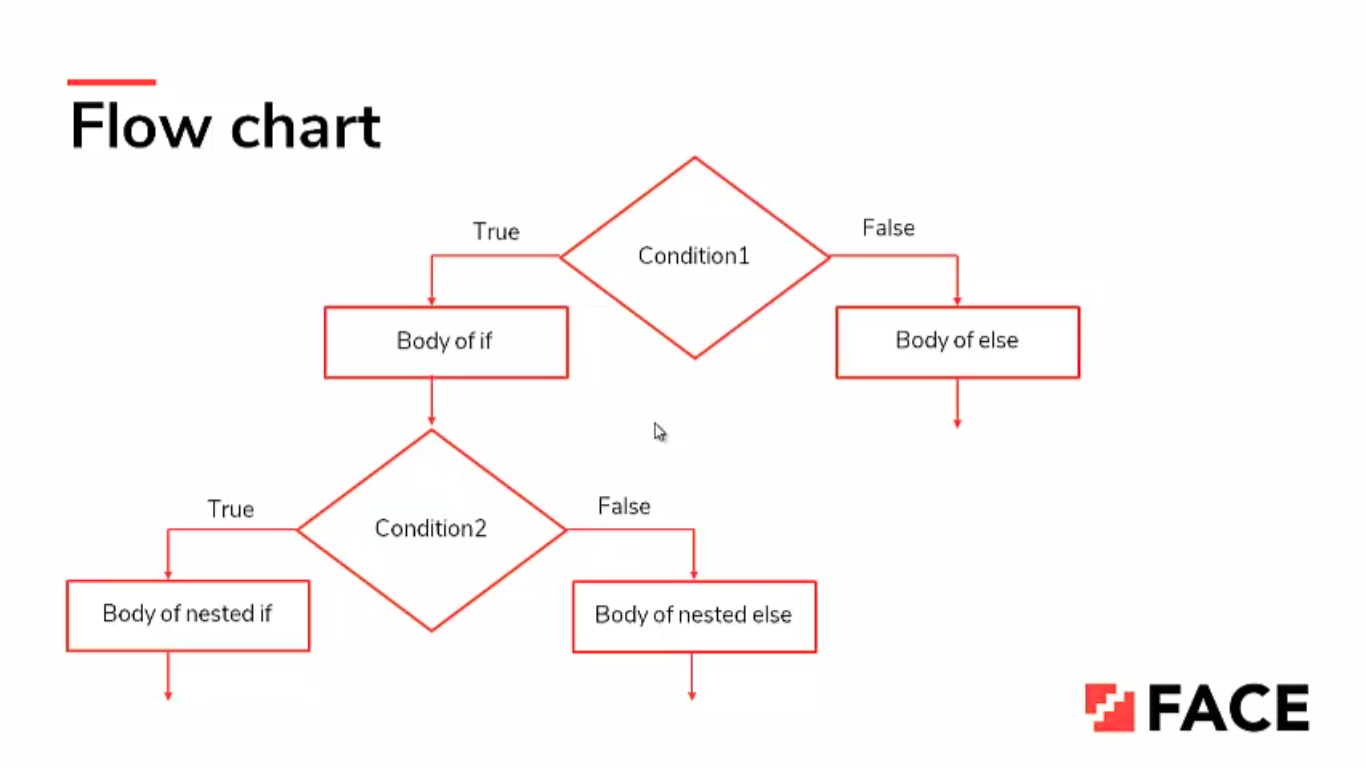 Flow chart
True
Condition1
False
Body of if
Body of else
True
Condition2
False
Body of nested if
Body of nested else
FACE